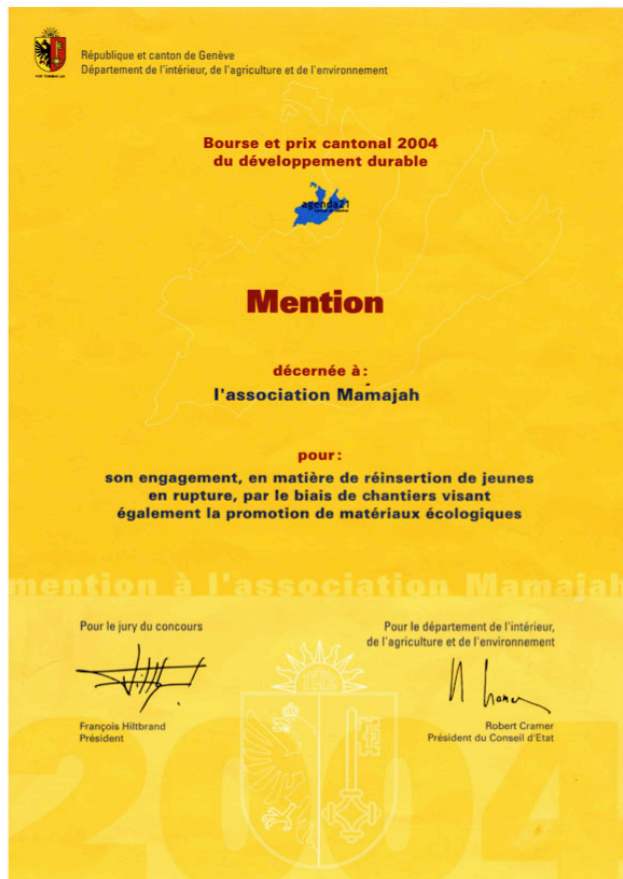 République et canton de Genève
Département de l'intérieur, de l'agriculture et de l'environnement
Bourse et prix cantonal 2004
du développement durable
agenda21
Mention
décernée à :
l'association Mamajah
pour :
son engagement, en matière de réinsertion de jeunes
en rupture, par le biais de chantiers visant
également la promotion de matériaux écologiques
mention à l'association Mamajah
Pour le jury du concours
François Hiltbrand
Président
Pour le département de l'intérieur,
de l'agriculture et de l'environnement
Robert Cramer
Président du Conseil d'Etat
2004